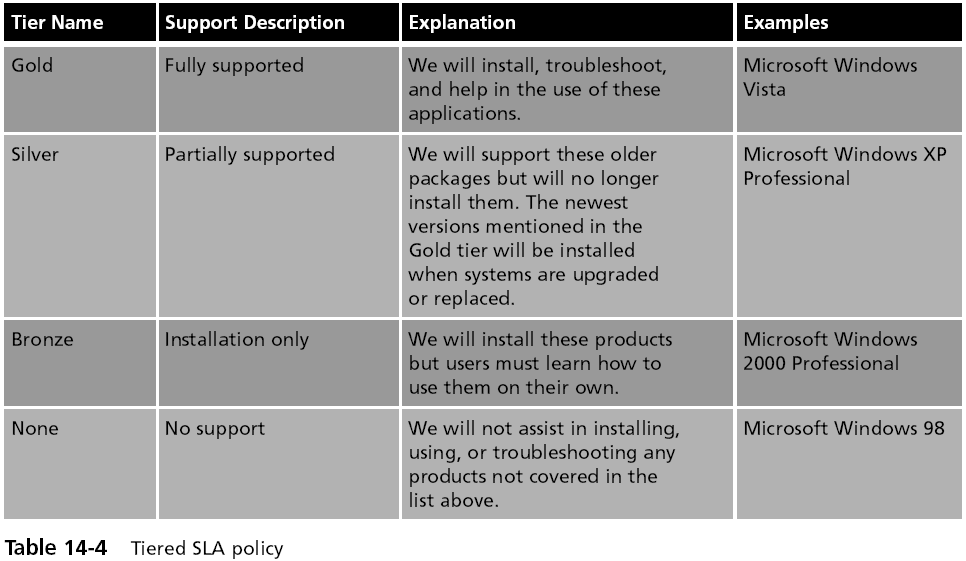 Tier Name Support Description Explanation Examples
Gold Fully supported We will install, troubleshoot, Microsoft Windows
and help in the use of these Vista
applications.
Silver Partially supported We will support these older Microsoft Windows XP
packages but will no longer Professional
install them. The newest
versions mentioned in the
Gold tier will be installed
when systems are upgraded
or replaced.
Bronze Installation only We will install these products Microsoft Windows
but users must learn how to 2000 Professional
use them on their own.
None No support We will not assist in installing, Microsoft Windows 98
using, or troubleshooting any
products not covered in the
list above.
Table 14-4 Tiered SLA policy